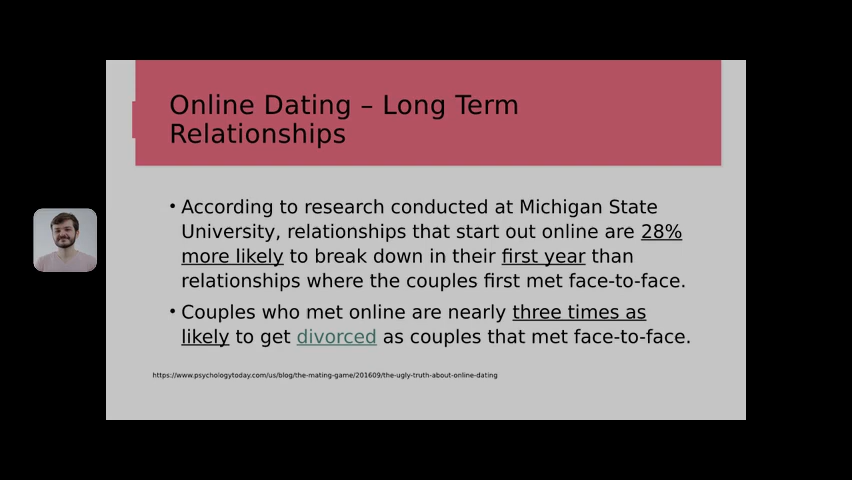 Online Dating – Long Term
Relationships
• According to research conducted at Michigan State
University, relationships that start out online are 28%
more likely to break down in their first year than
relationships where the couples first met face-to-face.
• Couples who met online are nearly three times as
likely to get divorced as couples that met face-to-face.
https://www.psychologytoday.com/us/blog/the-mating-game/201609/the-ugly-truth-about-online-dating